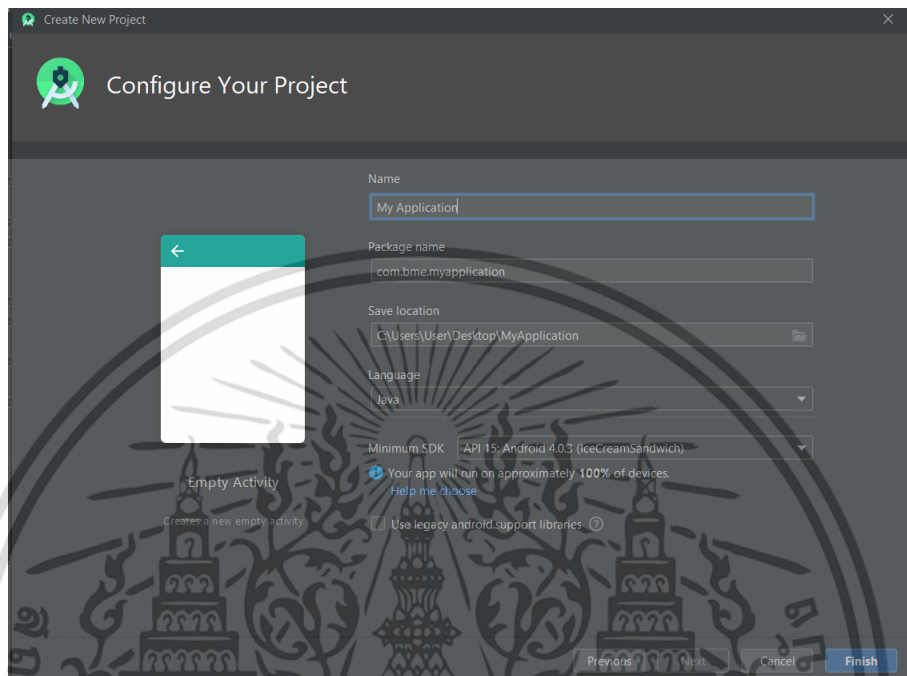 Create New Project
Configure Your Project
Name
My Application
Package name
com.bme.myapplication
Save location
C:\Users\User\Desktop\MyApplication
Language
Java
Minimum SDK API 15: Android 4.0.3 (IceCreamSandwich)
Your app will run on approximately 100% of devices.
Help me choose
Use legacy android.support libraries
Empty Activity
Creates a new empty activity
Previous Next Cancel Finish